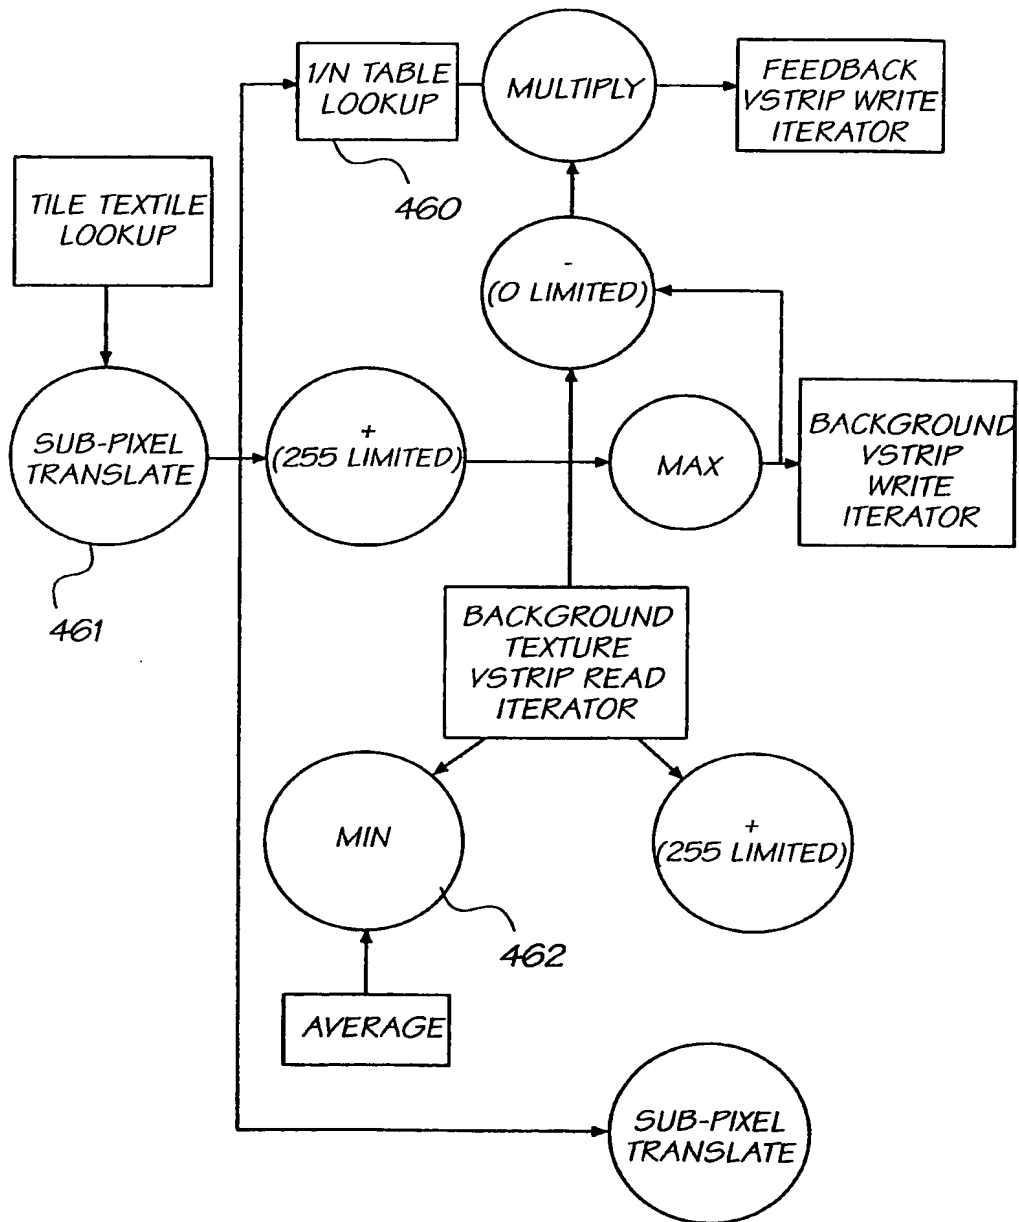 1/N TABLE
LOOKUP
MULTIPLY
FEEDBACK
VSTRIP WRITE
ITERATOR
460
TILE TEXTILE
LOOKUP
-
(0 LIMITED)
SUB-PIXEL
TRANSLATE
461
+
(255 LIMITED)
MAX
BACKGROUND
VSTRIP
WRITE
ITERATOR
BACKGROUND
TEXTURE
VSTRIP READ
ITERATOR
MIN
462
+
(255 LIMITED)
AVERAGE
SUB-PIXEL
TRANSLATE